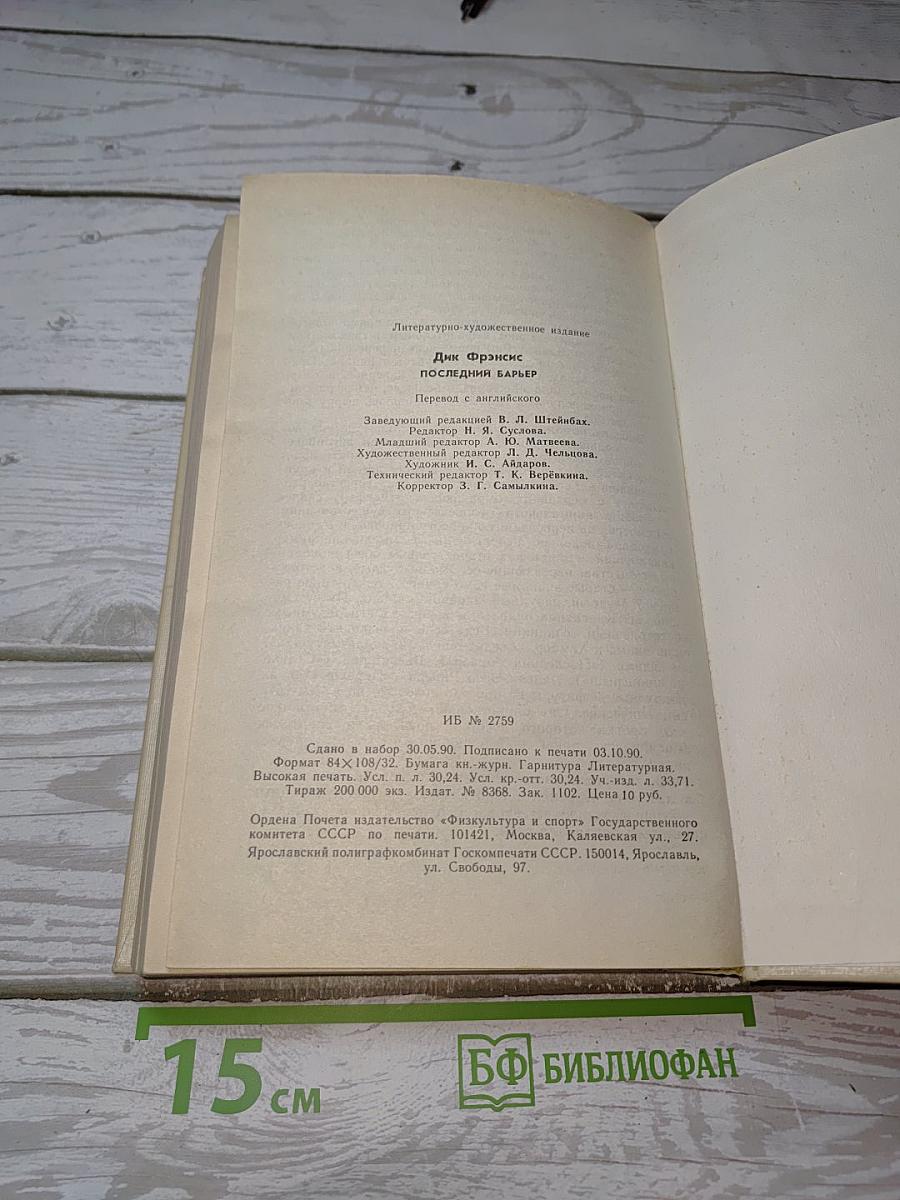 Литературно-художественное издание
Дик Фрэнсис
ПОСЛЕДНИЙ БАРЬЕР
Перевод с английского
Заведующий редакцией В. Л. Штейнбах.
Редактор Н. Я. Суслова.
Младший редактор А. Ю. Матвеева.
Художественный редактор Л. Д. Чельцова.
Художник И. С. Айдаров.
Технический редактор Т. К. Верёвкина.
Корректор З. Г. Самылкина.
ИБ № 2759
Сдано в набор 30.05.90. Подписано к печати 03.10.90.
Формат 84×108/32. Бумага кн.-журн. Гарнитура Литературная.
Высокая печать. Усл. п. л. 30,24. Усл. кр.-отт. 30,24. Уч.-изд. л. 33,71.
Тираж 200 000 экз. Издат. № 8368. Зак. 1102. Цена 10 руб.
Ордена Почета издательство «Физкультура и спорт» Государственного
комитета СССР по печати. 101421, Москва, Каляевская ул., 27.
Ярославский полиграфкомбинат Госкомпечати СССР. 150014, Ярославль,
ул. Свободы, 97.
15 см
БФ БИБЛИОФАН